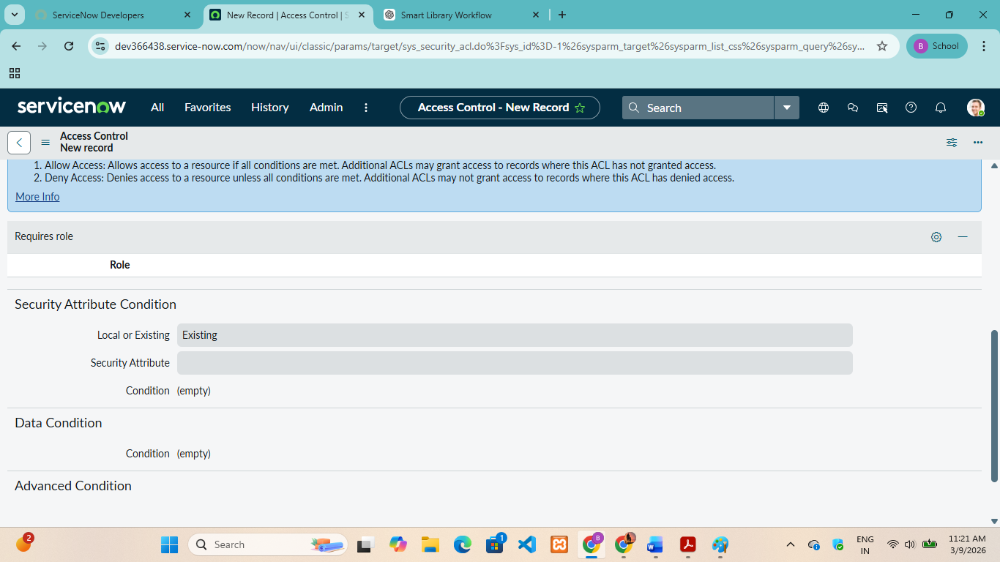 ServiceNow Developers
New Record | Access Control | S
Smart Library Workflow
dev366438.service-now.com/now/nav/ui/classic/params/target/sys_security_acl.do%3Fsys_id%3D-1%26sysparm_target%26sysparm_list_css%26sysparm_query%26sy...
B School
servicenow All Favorites History Admin Access Control - New Record Search
Access Control
New record
1. Allow Access: Allows access to a resource if all conditions are met. Additional ACLs may grant access to records where this ACL has not granted access.
2. Deny Access: Denies access to a resource unless all conditions are met. Additional ACLs may not grant access to records where this ACL has denied access.
More Info
Requires role
Role
Security Attribute Condition
Local or Existing Existing
Security Attribute
Condition (empty)
Data Condition
Condition (empty)
Advanced Condition
2
Search
1
B
ENG
IN
11:21 AM
3/9/2026